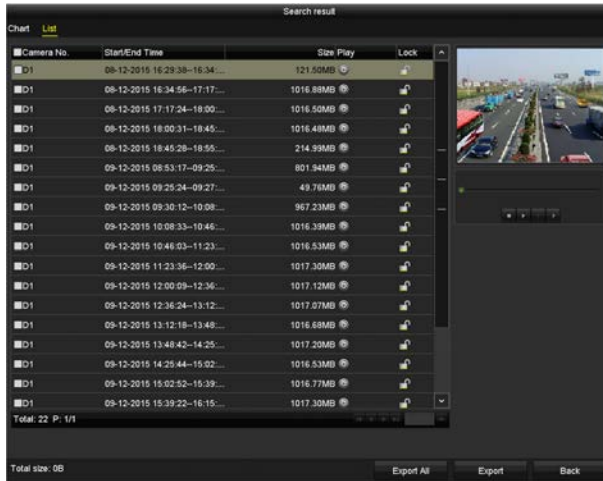 Search result
Chart List
Camera No. Start/End Time Size Play Lock
D1 08-12-2015 16:29:38--16:34:... 121.50MB
D1 08-12-2015 16:34:56--17:17:... 1016.88MB
D1 08-12-2015 17:17:24--18:00:... 1016.50MB
D1 08-12-2015 18:00:31--18:45:... 1016.48MB
D1 08-12-2015 18:45:28--18:55:... 214.99MB
D1 09-12-2015 08:53:17--09:25:... 801.94MB
D1 09-12-2015 09:25:24--09:27:... 49.76MB
D1 09-12-2015 09:30:12--10:08:... 967.23MB
D1 09-12-2015 10:08:33--10:46:... 1016.39MB
D1 09-12-2015 10:46:03--11:23:... 1016.53MB
D1 09-12-2015 11:23:36--12:00:... 1017.30MB
D1 09-12-2015 12:00:09--12:36:... 1017.12MB
D1 09-12-2015 12:36:24--13:12:... 1017.07MB
D1 09-12-2015 13:12:18--13:48:... 1016.68MB
D1 09-12-2015 13:48:42--14:25:... 1017.20MB
D1 09-12-2015 14:25:44--15:02:... 1016.53MB
D1 09-12-2015 15:02:52--15:39:... 1016.77MB
D1 09-12-2015 15:39:22--16:15:... 1017.30MB
Total: 22 P: 1/1
Total size: 0B Export All Export Back